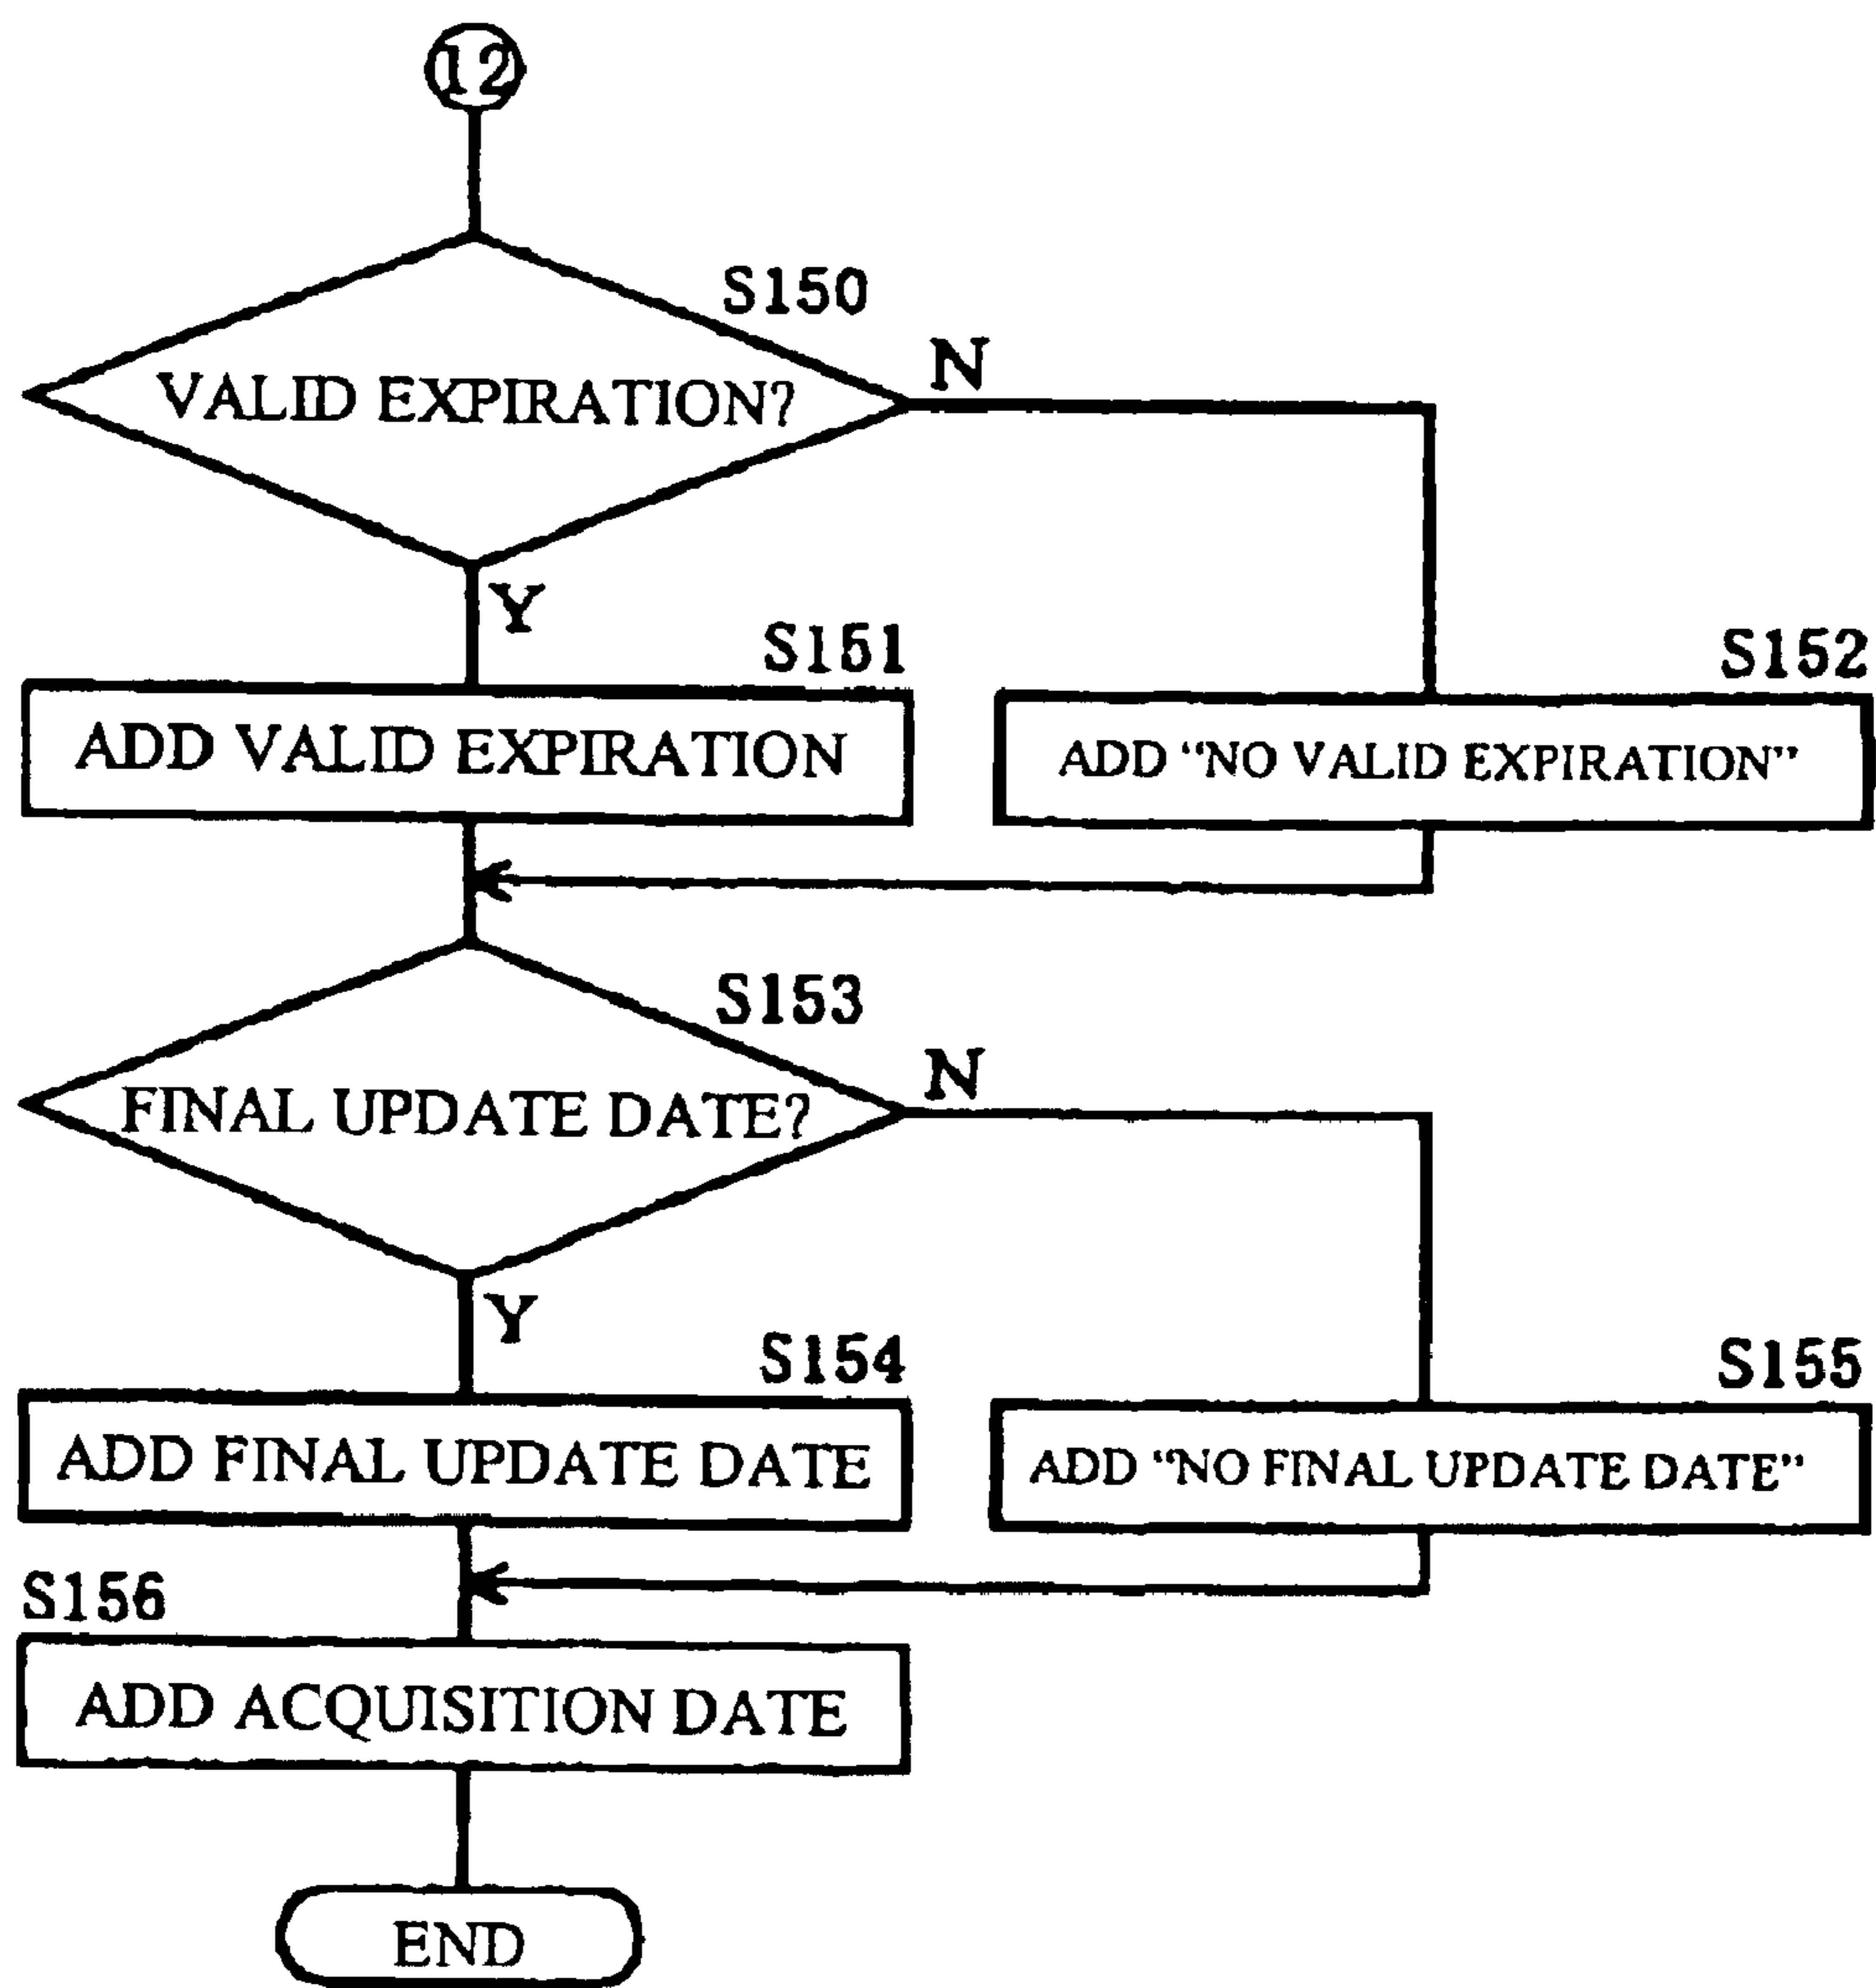 12
S150
VALID EXPIRATION?
N
Y
S151
ADD VALID EXPIRATION
S152
ADD “NO VALID EXPIRATION”
S153
FINAL UPDATE DATE?
N
Y
S154
ADD FINAL UPDATE DATE
S155
ADD “NO FINAL UPDATE DATE”
S156
ADD ACQUISITION DATE
END